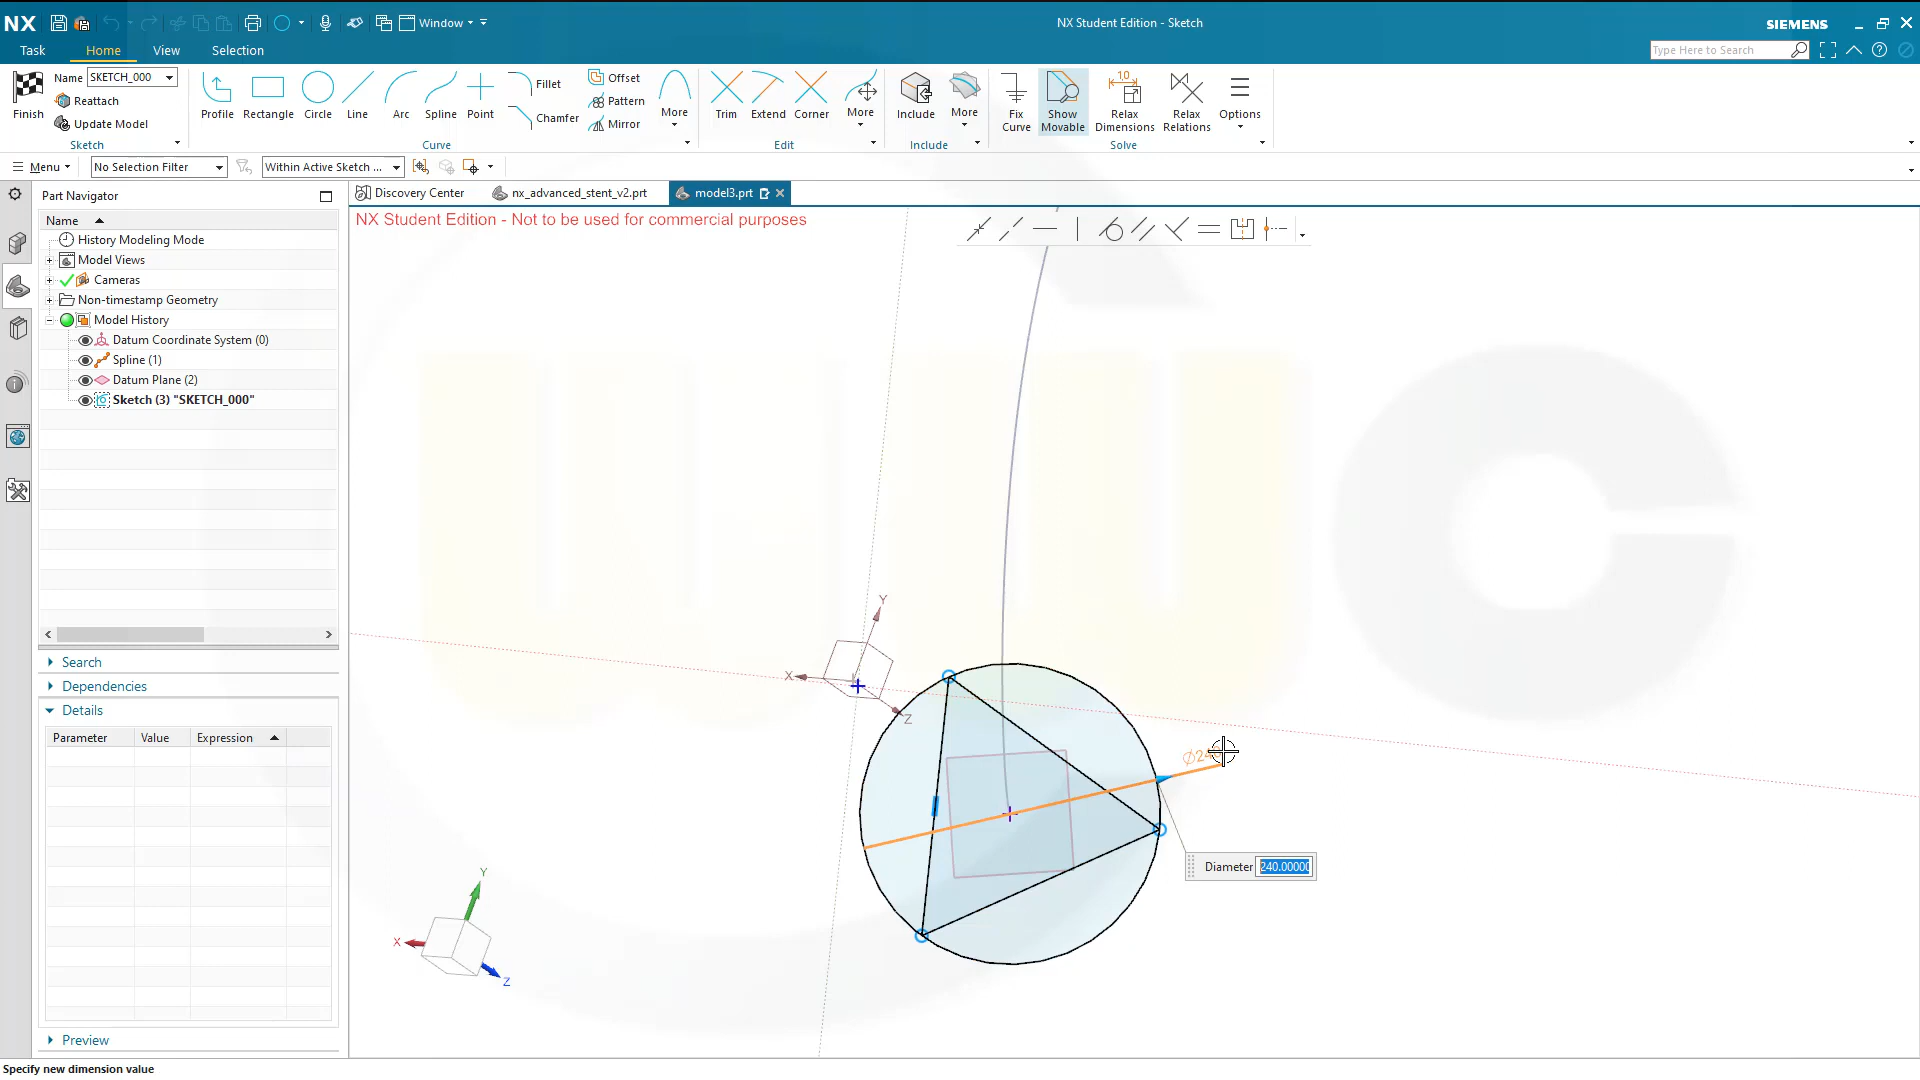 NX
Window
NX Student Edition - Sketch
SIEMENS
Task
Home
View
Selection
Type Here to Search
Finish
Name SKETCH_000
Reattach
Update Model
Sketch
Profile
Rectangle
Circle
Line
Arc
Spline
Point
Fillet
Chamfer
Offset
Pattern
Mirror
More
Curve
Trim
Extend
Corner
More
Edit
Include
More
Include
Fix Curve
Show Movable
1,0
Relax Dimensions
Relax Relations
Options
Solve
Menu
No Selection Filter
Within Active Sketch ...
Part Navigator
Discovery Center
nx_advanced_stent_v2.prt
model3.prt
NX Student Edition - Not to be used for commercial purposes
Name
History Modeling Mode
Model Views
Cameras
Non-timestamp Geometry
Model History
Datum Coordinate System (0)
Spline (1)
Datum Plane (2)
Sketch (3) "SKETCH_000"
Search
Dependencies
Details
Parameter Value Expression
Preview
Y
X
Z
Diameter 240.00000
Y
X
Z
Specify new dimension value